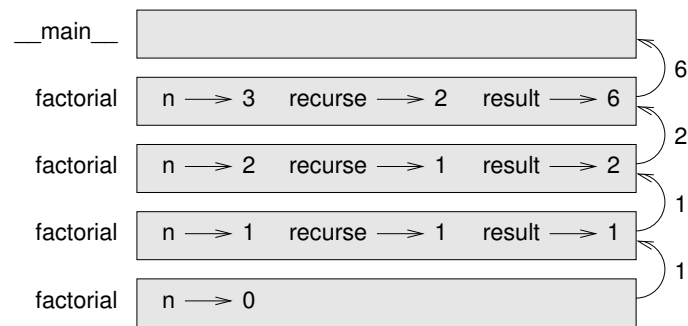 __main__
6
factorial n 3 recurse 2 result 6
2
factorial n 2 recurse 1 result 2
1
factorial n 1 recurse 1 result 1
1
factorial n 0